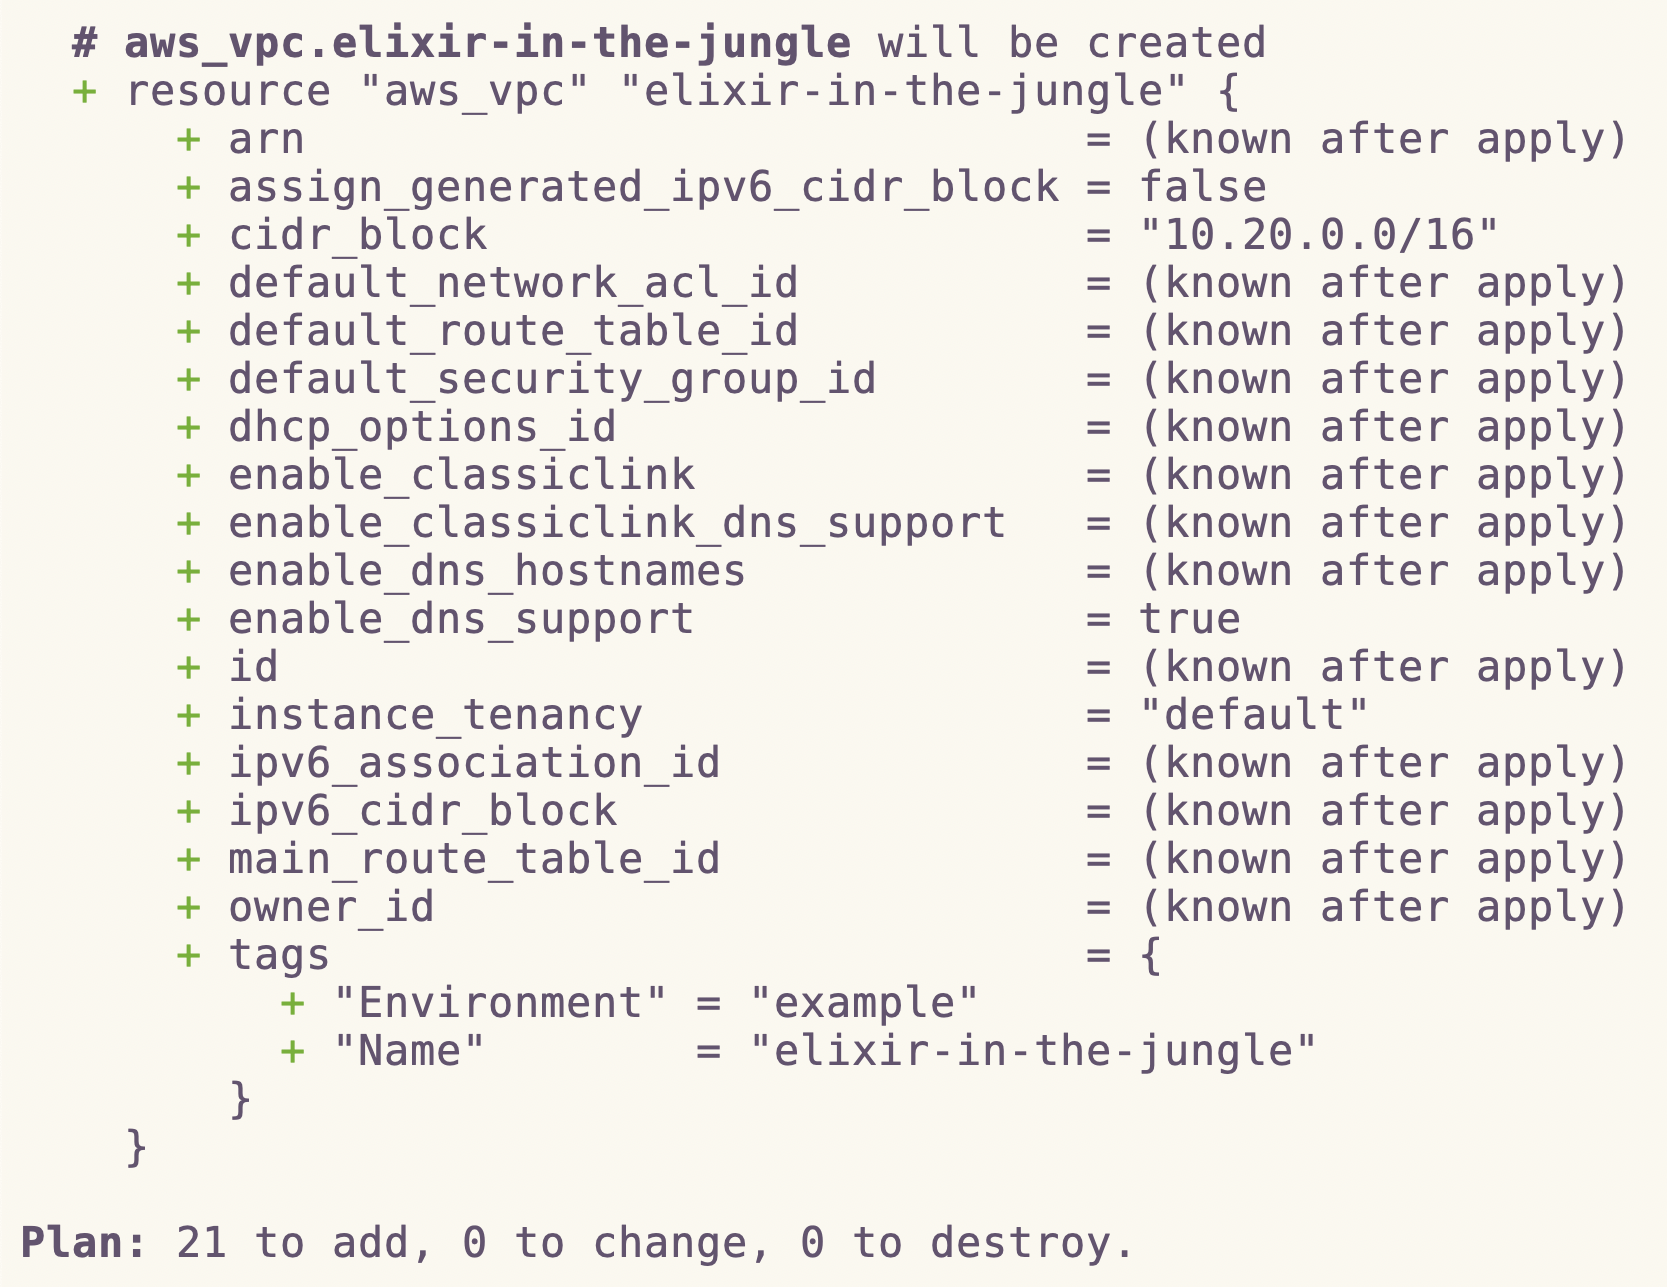 # aws_vpc.elixir-in-the-jungle will be created
+ resource "aws_vpc" "elixir-in-the-jungle" {
+ arn = (known after apply)
+ assign_generated_ipv6_cidr_block = false
+ cidr_block = "10.20.0.0/16"
+ default_network_acl_id = (known after apply)
+ default_route_table_id = (known after apply)
+ default_security_group_id = (known after apply)
+ dhcp_options_id = (known after apply)
+ enable_classiclink = (known after apply)
+ enable_classiclink_dns_support = (known after apply)
+ enable_dns_hostnames = (known after apply)
+ enable_dns_support = true
+ id = (known after apply)
+ instance_tenancy = "default"
+ ipv6_association_id = (known after apply)
+ ipv6_cidr_block = (known after apply)
+ main_route_table_id = (known after apply)
+ owner_id = (known after apply)
+ tags = {
+ "Environment" = "example"
+ "Name" = "elixir-in-the-jungle"
}
}
Plan: 21 to add, 0 to change, 0 to destroy.